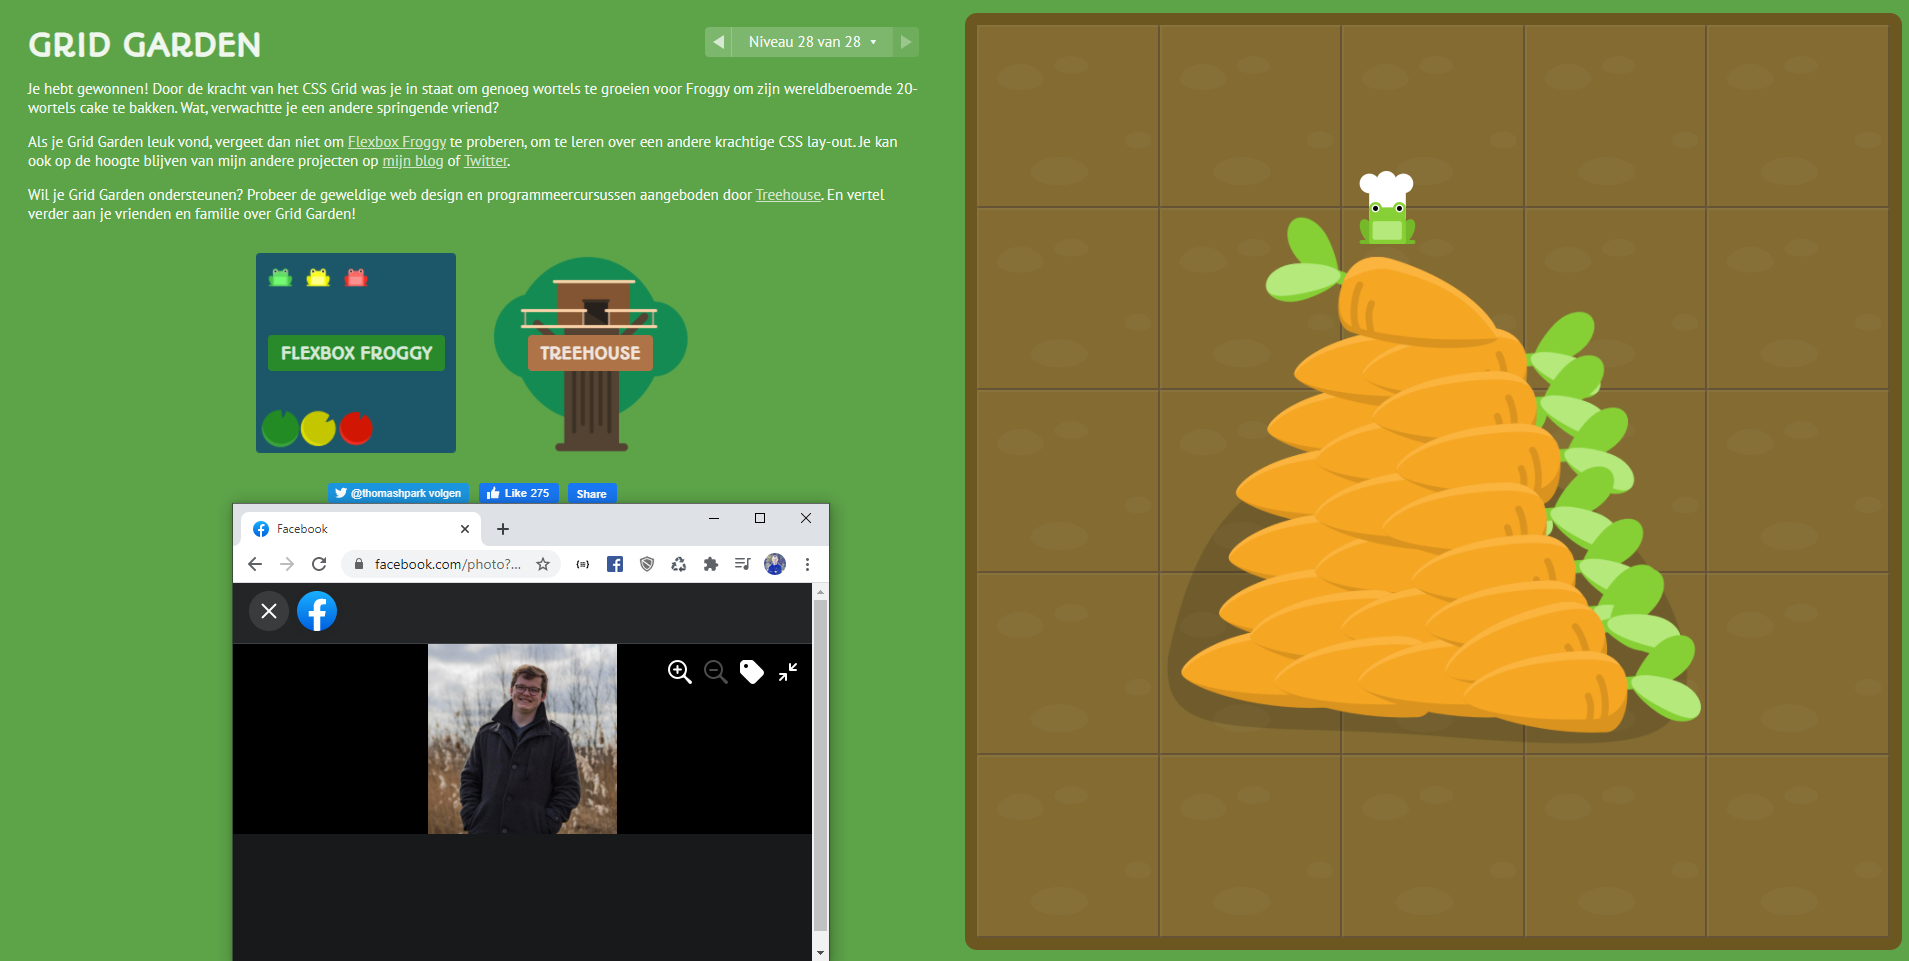 GRID GARDEN
Niveau 28 van 28
Je hebt gewonnen! Door de kracht van het CSS Grid was je in staat om genoeg wortels te groeien voor Froggy om zijn wereldberoemde 20-
wortels cake te bakken. Wat, verwachtte je een andere springende vriend?
Als je Grid Garden leuk vond, vergeet dan niet om Flexbox Froggy te proberen, om te leren over een andere krachtige CSS lay-out. Je kan
ook op de hoogte blijven van mijn andere projecten op mijn blog of Twitter.
Wil je Grid Garden ondersteunen? Probeer de geweldige web design en programmeercursussen aangeboden door Treehouse. En vertel
verder aan je vrienden en familie over Grid Garden!
FLEXBOX FROGGY
TREEHOUSE
@thomashpark volgen
Like 275
Share
Facebook
facebook.com/photo?...